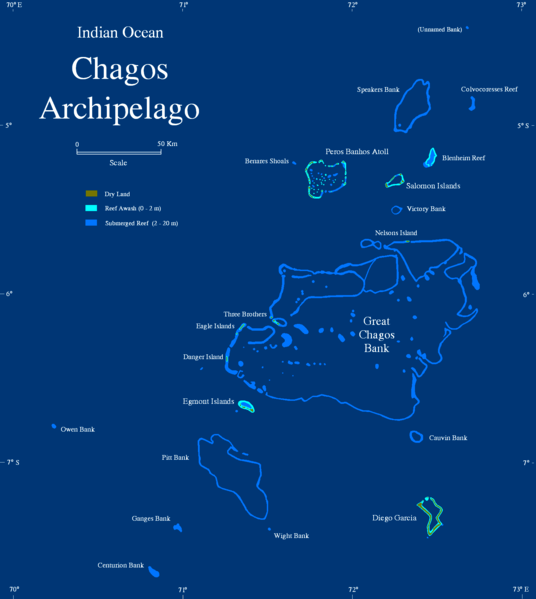 70° E
71°
72°
73°
Indian Ocean
Chagos
Archipelago
0
50 Km
Scale
Dry Land
Reef Awash (0 - 2 m)
Submerged Reef (2 - 20 m)
(Unnamed Bank)
Speakers Bank
Colvocoresses Reef
5°
5° S
Peros Banhos Atoll
Benares Shoals
Blenheim Reef
Salomon Islands
Victory Bank
Nelsons Island
6°
6°
Three Brothers
Eagle Islands
Great
Chagos
Bank
Danger Island
Egmont Islands
Owen Bank
Cauvin Bank
Pitt Bank
7° S
7°
Ganges Bank
Diego Garcia
Wight Bank
Centurion Bank
70°
71°
72°
73° E